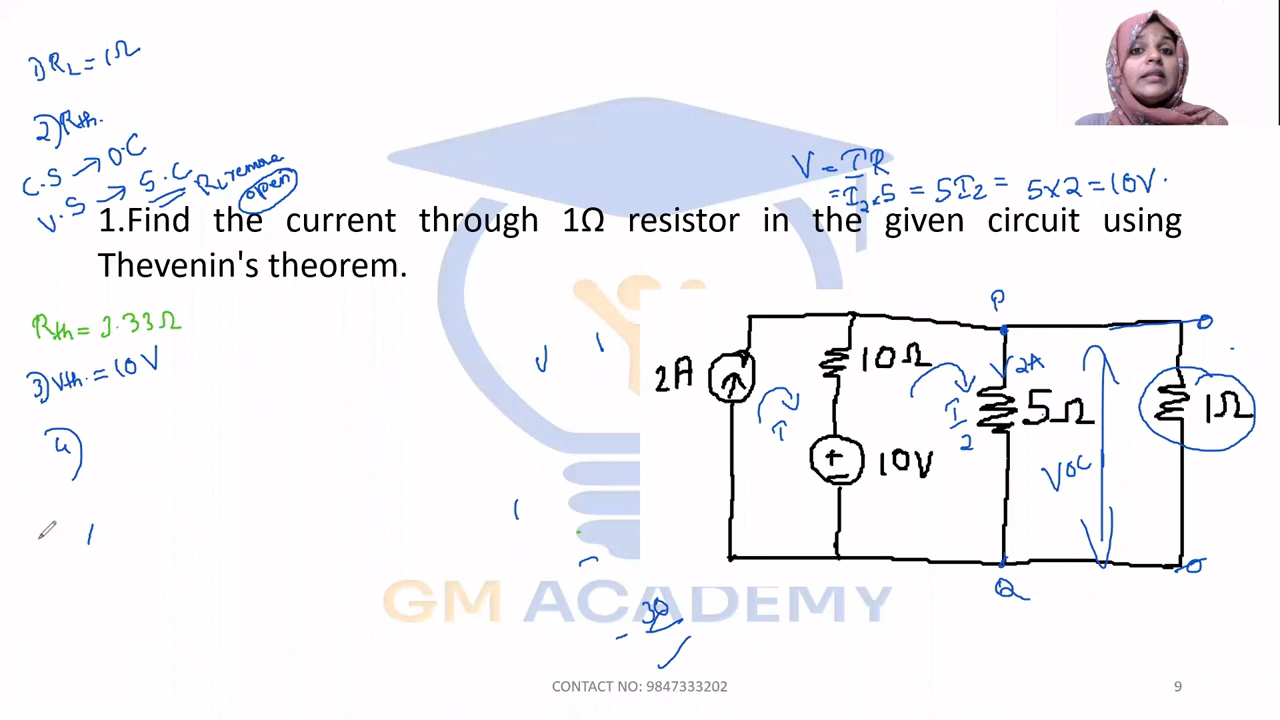 1) RL = 1Ω
2) Rth.
C.S → O.C
V.S → S.C
RL remove
open
V = IR
= I2 × 5 = 5I2 = 5×2 = 10V.
1.Find the current through 1Ω resistor in the given circuit using
Thevenin's theorem.
Rth = 3.33Ω
3) Vth. = 10V
4)
P
2A
10Ω
2A
5Ω
1Ω
I
I2
10V
VOC
Q
GM ACADEMY
CONTACT NO: 9847333202
9